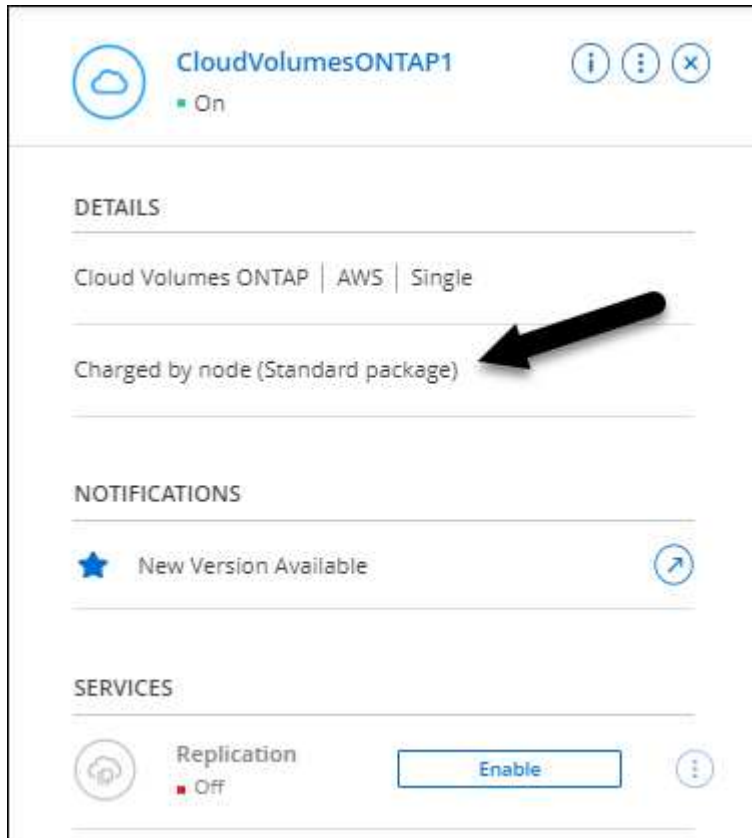 CloudVolumesONTAP1
On
DETAILS
Cloud Volumes ONTAP | AWS | Single
Charged by node (Standard package)
NOTIFICATIONS
New Version Available
SERVICES
Replication
Off
Enable